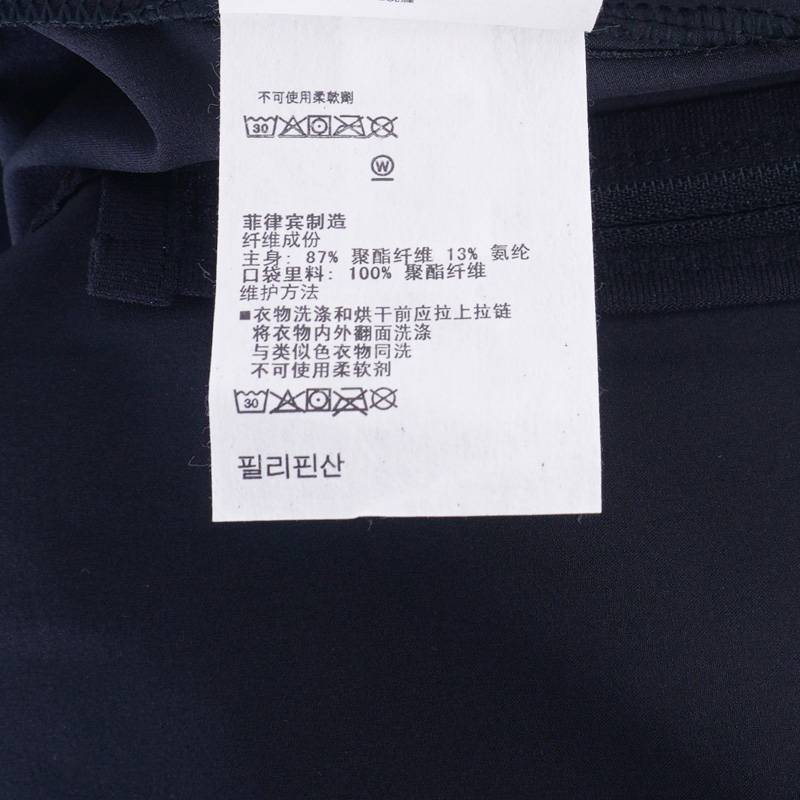 不可使用柔軟劑
30
W
菲律宾制造
纤维成份
主身: 87% 聚酯纤维 13% 氨纶
口袋里料: 100% 聚酯纤维
维护方法
■衣物洗涤和烘干前应拉上拉链
将衣物内外翻面洗涤
与类似色衣物同洗
不可使用柔软剂
30
필리핀산